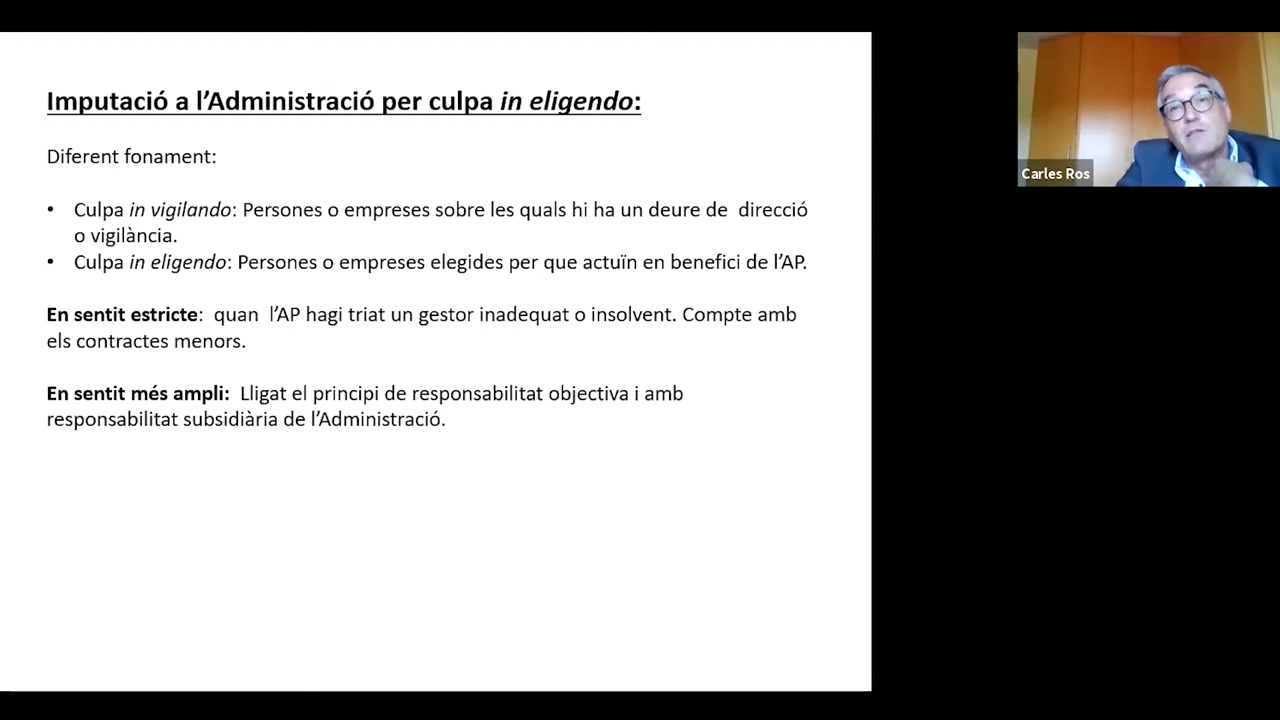 Imputació a l’Administració per culpa in eligendo:
Diferent fonament:
• Culpa in vigilando: Persones o empreses sobre les quals hi ha un deure de direcció
o vigilància.
• Culpa in eligendo: Persones o empreses elegides per que actuïn en benefici de l’AP.
En sentit estricte: quan l’AP hagi triat un gestor inadequat o insolvent. Compte amb
els contractes menors.
En sentit més ampli: Lligat el principi de responsabilitat objectiva i amb
responsabilitat subsidiària de l’Administració.
Carles Ros